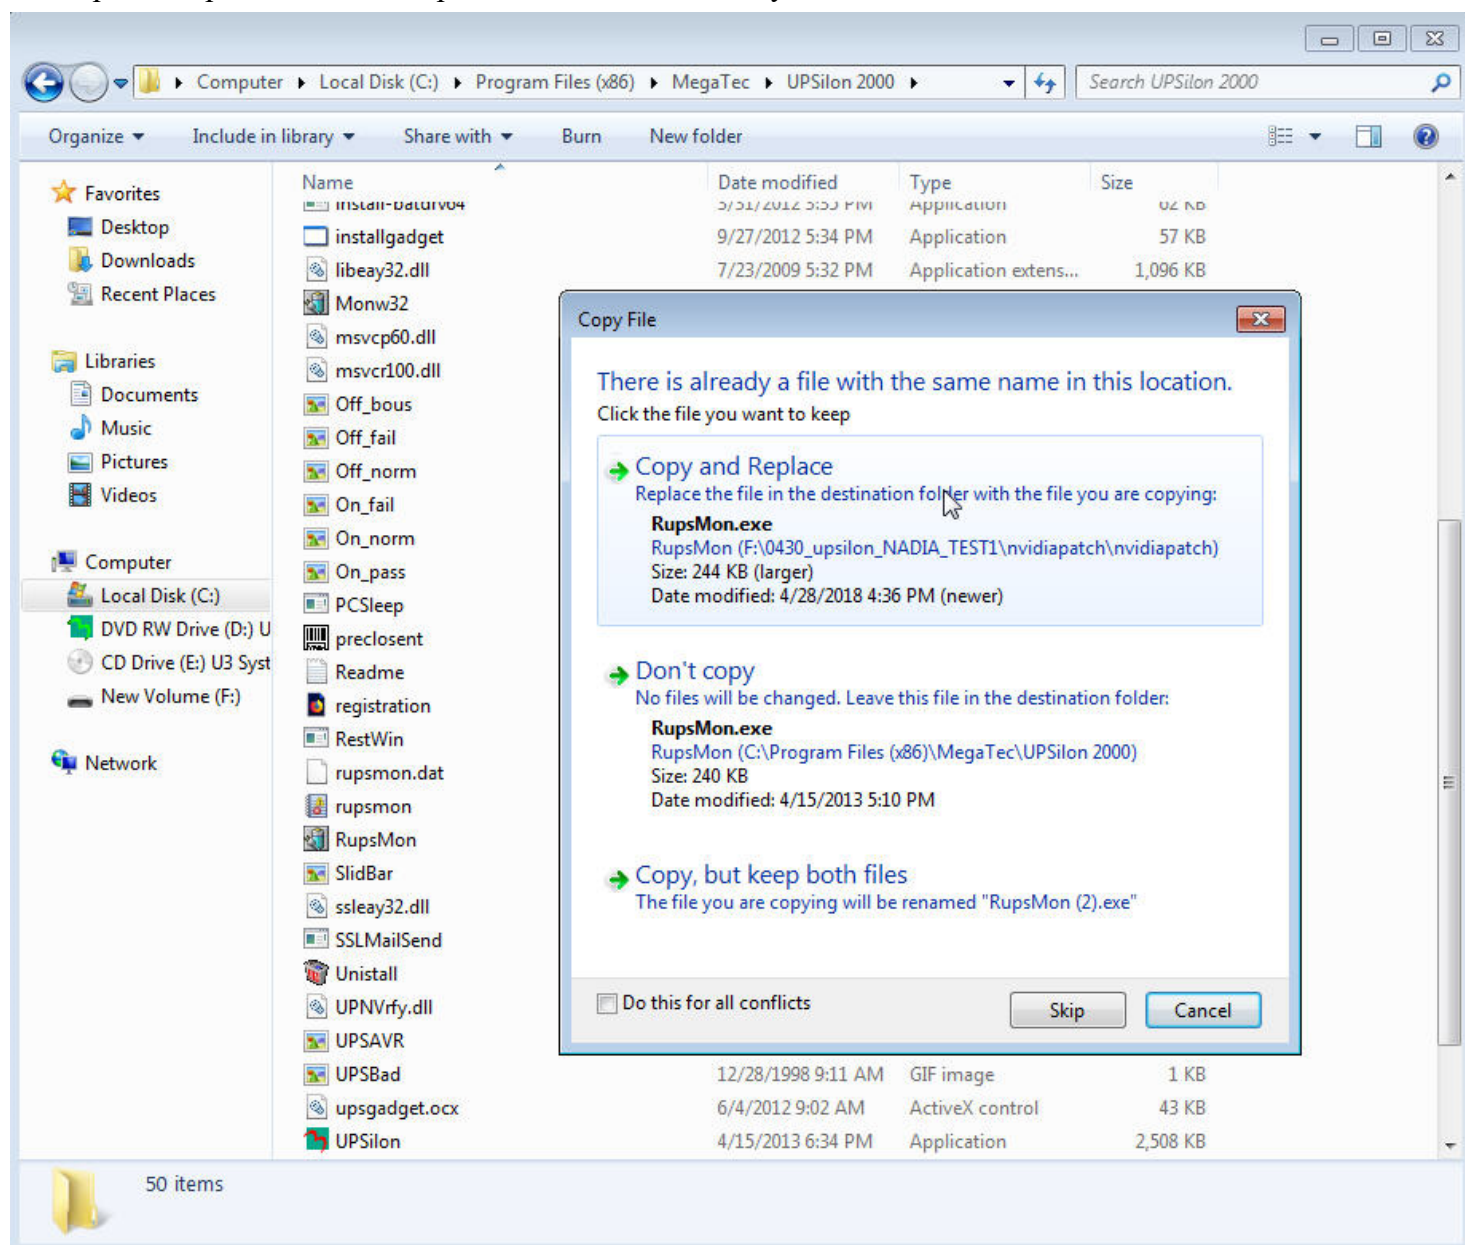 Computer Local Disk (C:) Program Files (x86) MegaTec UPSilon 2000 Search UPSilon 2000
Organize Include in library Share with Burn New folder
Name Date modified Type Size
Favorites
Desktop
Downloads
Recent Places
Libraries
Documents
Music
Pictures
Videos
Computer
Local Disk (C:)
DVD RW Drive (D:) U
CD Drive (E:) U3 Syst
New Volume (F:)
Network
installgadget 9/27/2012 5:34 PM Application 57 KB
libeay32.dll 7/23/2009 5:32 PM Application extens... 1,096 KB
Monw32
msvcp60.dll
msvcr100.dll
Off_bous
Off_fail
Off_norm
On_fail
On_norm
On_pass
PCSleep
preclosent
Readme
registration
RestWin
rupsmon.dat
rupsmon
RupsMon
SlidBar
ssleay32.dll
SSLMailSend
Unistall
UPNVrfy.dll
UPSAVR
UPSBad 12/28/1998 9:11 AM GIF image 1 KB
upsgadget.ocx 6/4/2012 9:02 AM ActiveX control 43 KB
UPSilon 4/15/2013 6:34 PM Application 2,508 KB
Copy File
There is already a file with the same name in this location.
Click the file you want to keep
Copy and Replace
Replace the file in the destination folder with the file you are copying:
RupsMon.exe
RupsMon (F:\0430_upsilon_NADIA_TEST1\nvidiapatch\nvidiapatch)
Size: 244 KB (larger)
Date modified: 4/28/2018 4:36 PM (newer)
Don't copy
No files will be changed. Leave this file in the destination folder:
RupsMon.exe
RupsMon (C:\Program Files (x86)\MegaTec\UPSilon 2000)
Size: 240 KB
Date modified: 4/15/2013 5:10 PM
Copy, but keep both files
The file you are copying will be renamed "RupsMon (2).exe"
Do this for all conflicts
Skip Cancel
50 items